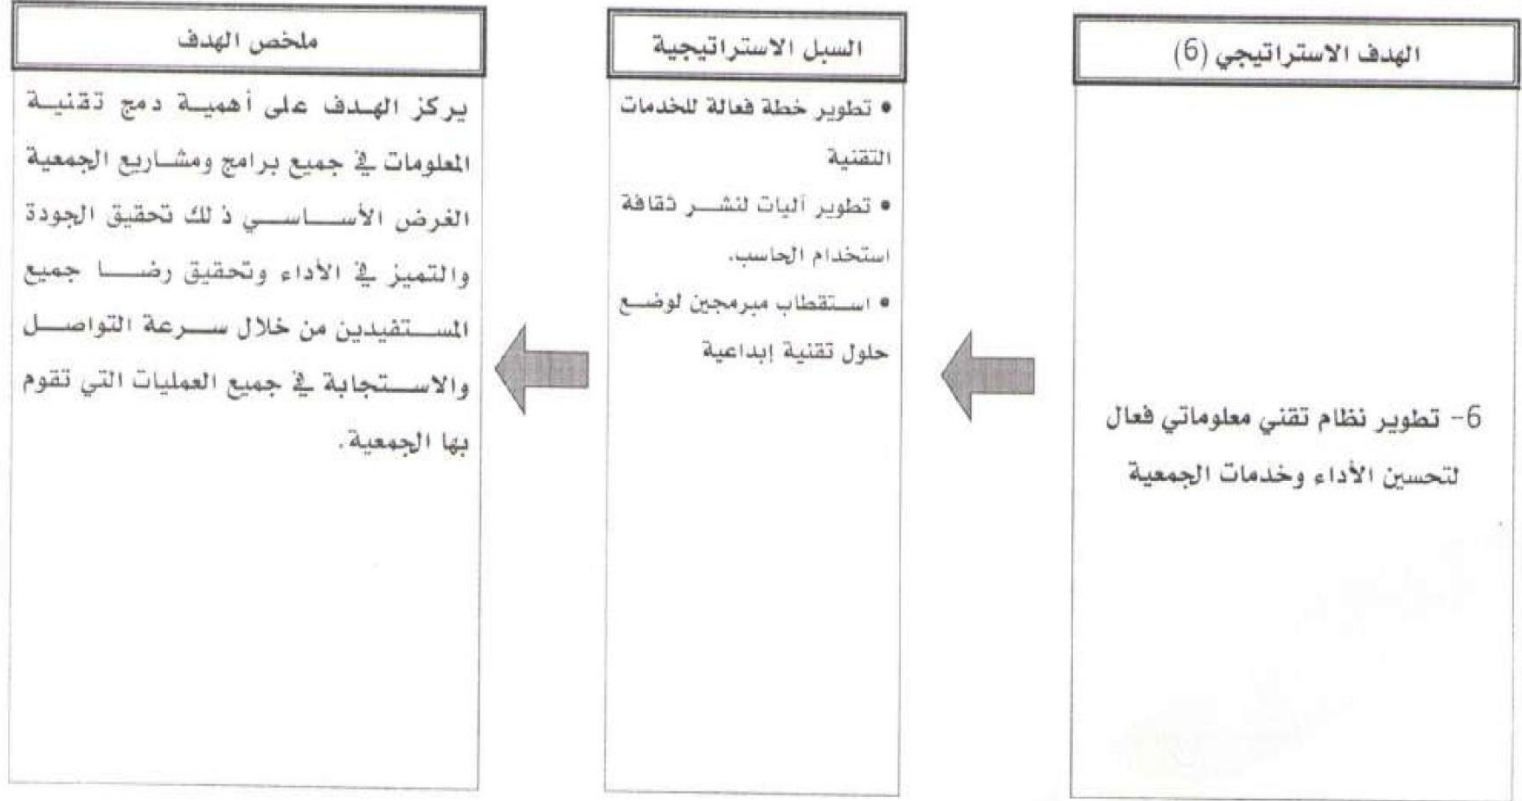 الهدف الاستراتيجي (6)
6- تطوير نظام تقني معلوماتي فعال
لتحسين الأداء وخدمات الجمعية
السبل الاستراتيجية
• تطوير خطة فعالة للخدمات
التقنية
• تطوير آليات لنشر ثقافة
استخدام الحاسب.
• استقطاب مبرمجين لوضع
حلول تقنية إبداعية
ملخص الهدف
يركز الهدف على أهمية دمج تقنية
المعلومات في جميع برامج ومشاريع الجمعية
الغرض الأساسي ذ لك تحقيق الجودة
والتميز في الأداء وتحقيق رضا جميع
المستفيدين من خلال سرعة التواصل
والاستجابة في جميع العمليات التي تقوم
بها الجمعية.